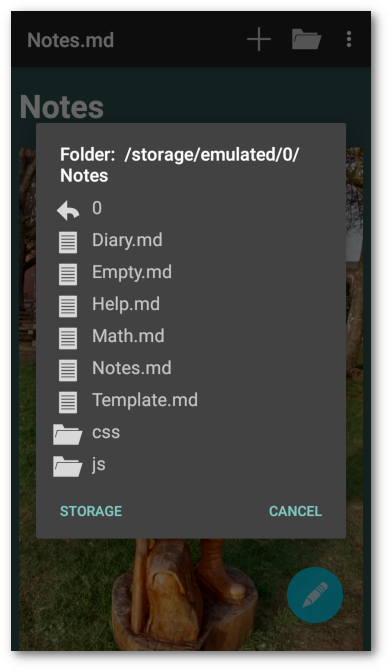 Notes.md
Notes
Folder:  /storage/emulated/0/
Notes
0
Diary.md
Empty.md
Help.md
Math.md
Notes.md
Template.md
css
js
STORAGE CANCEL